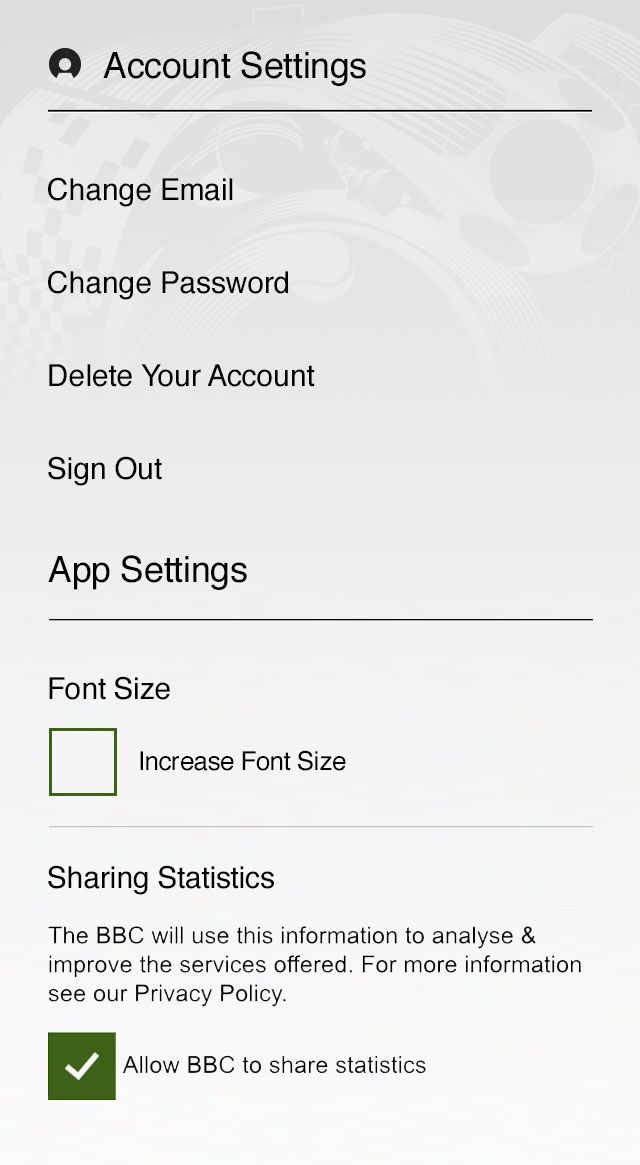 Account Settings
Change Email
Change Password
Delete Your Account
Sign Out
App Settings
Font Size
Increase Font Size
Sharing Statistics
The BBC will use this information to analyse &
improve the services offered. For more information
see our Privacy Policy.
Allow BBC to share statistics